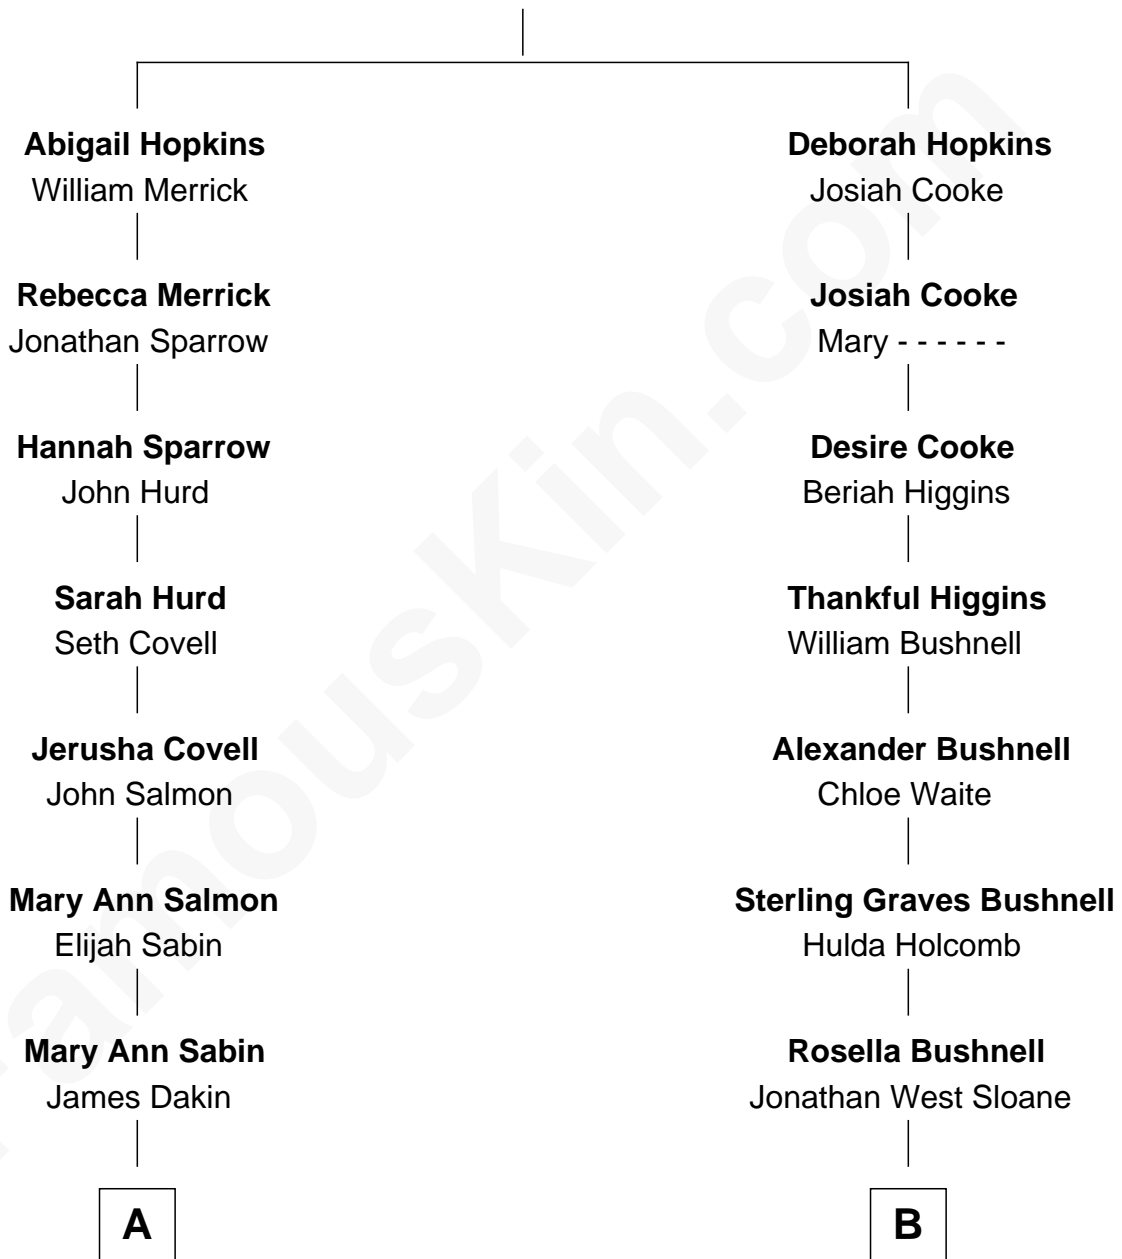 Abigail Hopkins
William Merrick
Rebecca Merrick
Jonathan Sparrow
Hannah Sparrow
John Hurd
Sarah Hurd
Seth Covell
Jerusha Covell
John Salmon
Mary Ann Salmon
Elijah Sabin
Mary Ann Sabin
James Dakin
A
Deborah Hopkins
Josiah Cooke
Josiah Cooke
Mary - - - - - -
Desire Cooke
Beriah Higgins
Thankful Higgins
William Bushnell
Alexander Bushnell
Chloe Waite
Sterling Graves Bushnell
Hulda Holcomb
Rosella Bushnell
Jonathan West Sloane
B
FamousKin.com